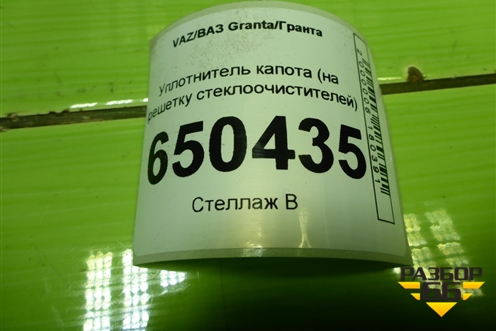 VAZ/ВАЗ Granta/Гранта
Уплотнитель капота (на
решетку стеклоочистителей)
650435
Стеллаж В
РАЗБОР
66